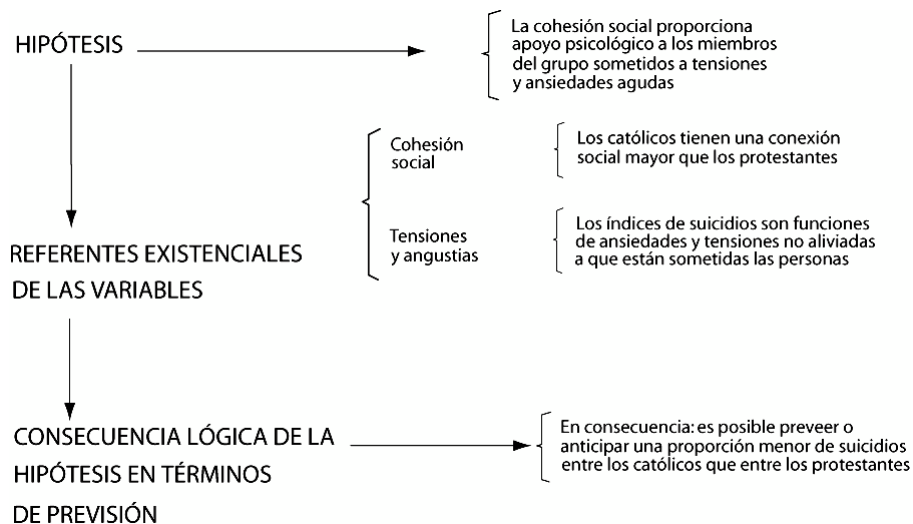 HIPÓTESIS
La cohesión social proporciona
apoyo psicológico a los miembros
del grupo sometidos a tensiones
y ansiedades agudas
Cohesión
social
Los católicos tienen una conexión
social mayor que los protestantes
REFERENTES EXISTENCIALES
DE LAS VARIABLES
Tensiones
y angustias
Los índices de suicidios son funciones
de ansiedades y tensiones no aliviadas
a que están sometidas las personas
CONSECUENCIA LÓGICA DE LA
HIPÓTESIS EN TÉRMINOS
DE PREVISIÓN
En consecuencia: es posible preveer o
anticipar una proporción menor de suicidios
entre los católicos que entre los protestantes